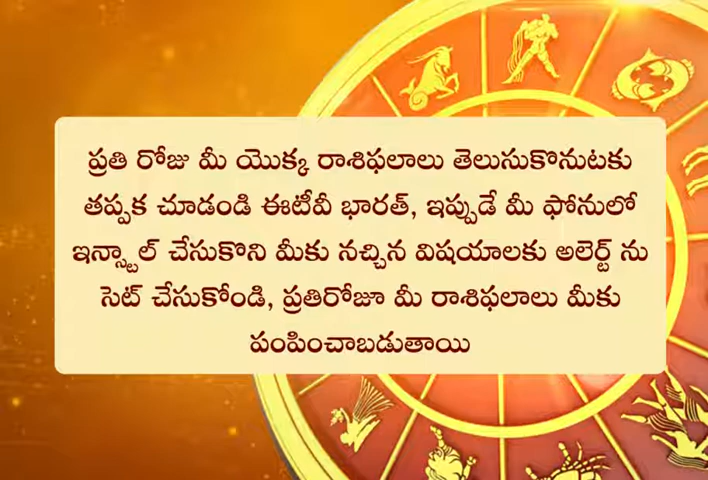 ప్రతి రోజు మీ యొక్క రాశిఫలాలు తెలుసుకొనుటకు
తప్పక చూడండి ఈటీవీ భారత్, ఇప్పుడే మీ ఫోనులో
ఇన్స్టాల్ చేసుకొని మీకు నచ్చిన విషయాలకు అలెర్ట్ ను
సెట్ చేసుకోండి, ప్రతిరోజూ మీ రాశిఫలాలు మీకు
పంపించాబడుతాయి